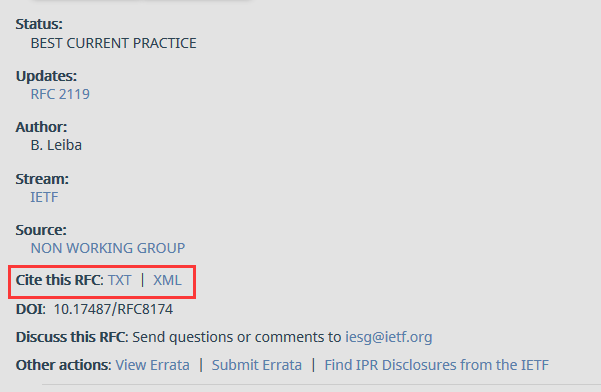 Status:
BEST CURRENT PRACTICE
Updates:
RFC 2119
Author:
B. Leiba
Stream:
IETF
Source:
NON WORKING GROUP
Cite this RFC: TXT | XML
DOI: 10.17487/RFC8174
Discuss this RFC: Send questions or comments to iesg@ietf.org
Other actions: View Errata | Submit Errata | Find IPR Disclosures from the IETF